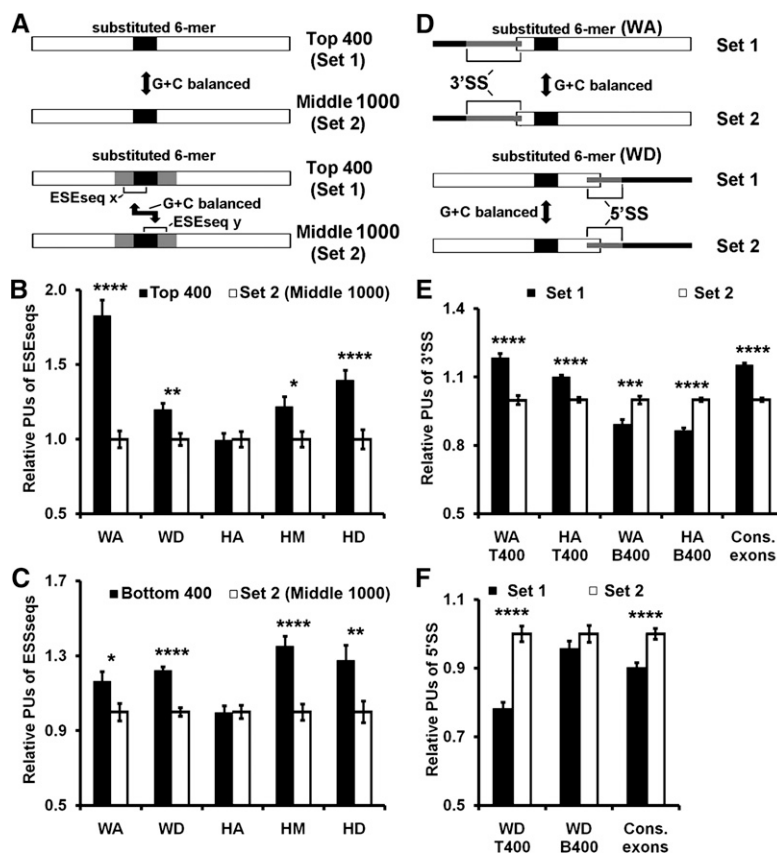 A
substituted 6-mer
Top 400
(Set 1)
G+C balanced
Middle 1000
(Set 2)
substituted 6-mer
Top 400
(Set 1)
ESEseq x
G+C balanced
ESEseq y
Middle 1000
(Set 2)
D
substituted 6-mer (WA)
Set 1
3'SS
G+C balanced
Set 2
substituted 6-mer (WD)
Set 1
G+C balanced
5'SS
Set 2
B
Relative PUs of ESEseqs
2.0
1.5
1.0
0.5
Top 400
Set 2 (Middle 1000)
****
**
*
****
WA
WD
HA
HM
HD
C
Relative PUs of ESSseqs
1.7
1.3
0.9
0.5
Bottom 400
Set 2 (Middle 1000)
*
****
****
**
WA
WD
HA
HM
HD
E
Relative PUs of 3'SS
1.4
1.1
0.8
0.5
Set 1
Set 2
****
****
***
****
****
WA
T400
HA
T400
WA
B400
HA
B400
Cons.
exons
F
Relative PUs of 5'SS
1.1
0.9
0.7
0.5
Set 1
Set 2
****
****
WD
T400
WD
B400
Cons.
exons